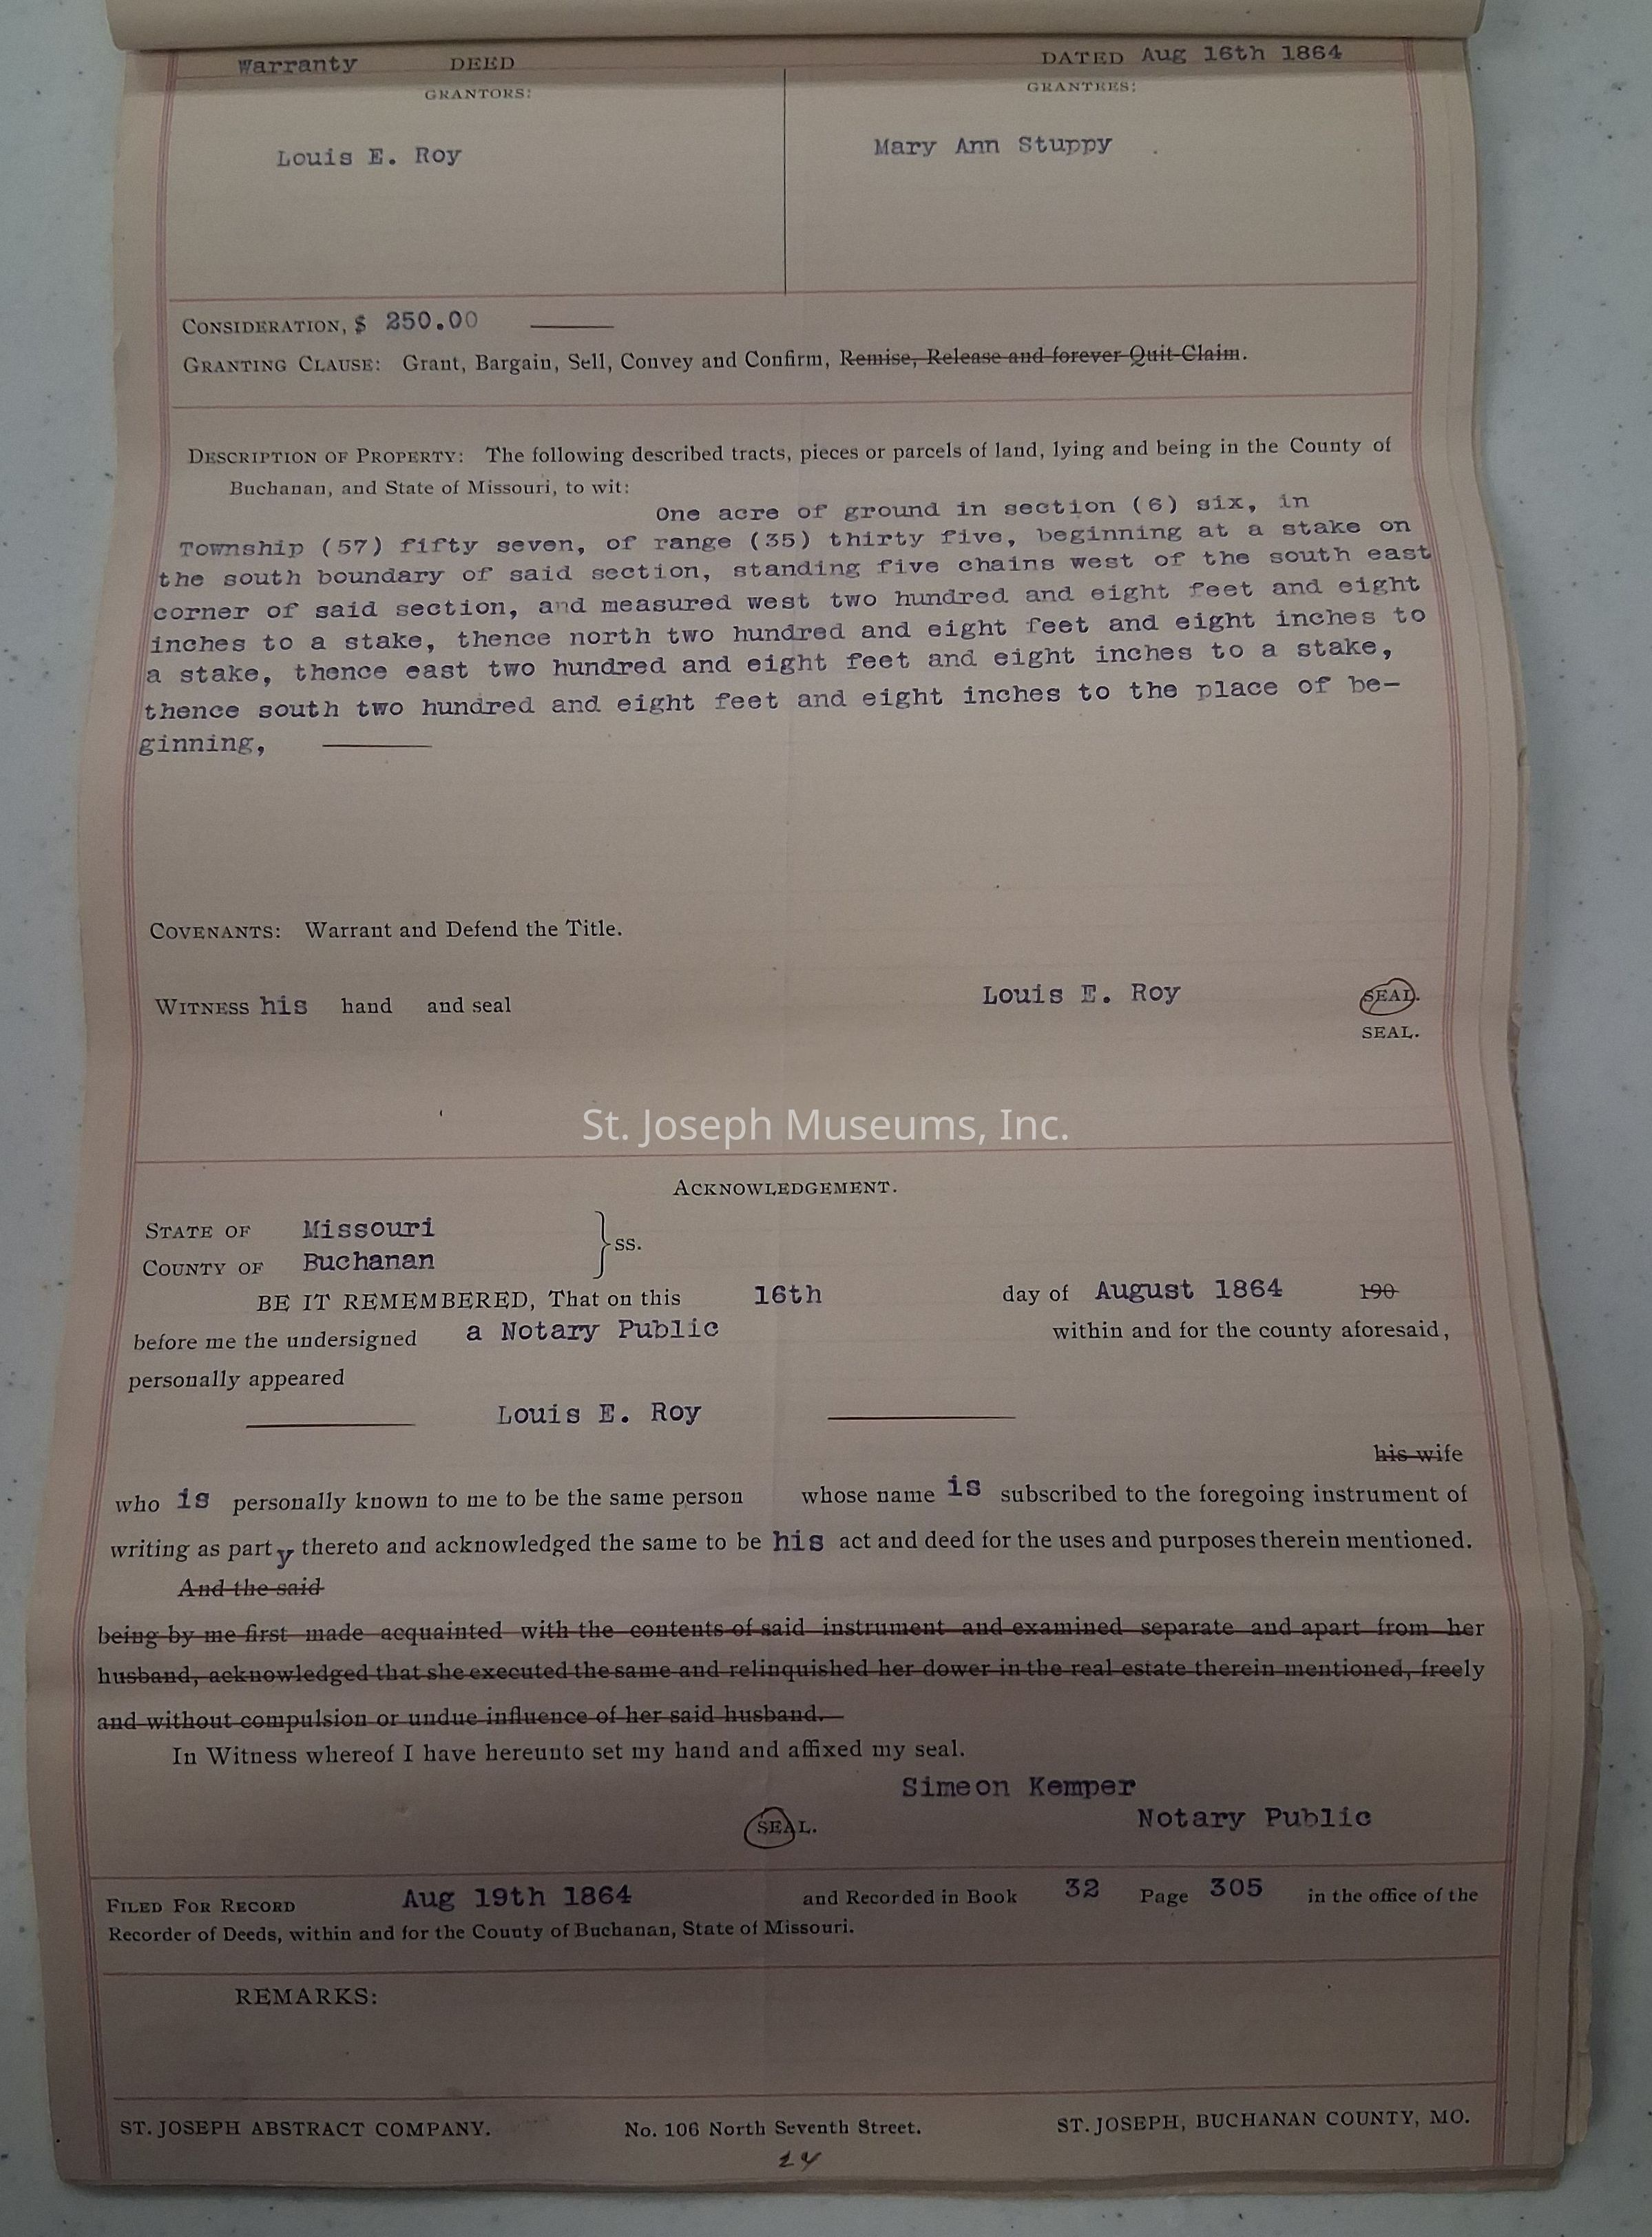 Warranty DEED DATED Aug 16th 1864
GRANTORS: GRANTEES:
Louis E. Roy Mary Ann Stuppy
CONSIDERATION, $ 250.00
GRANTING CLAUSE: Grant, Bargain, Sell, Convey and Confirm, Remise, Release and forever Quit-Claim.
DESCRIPTION OF PROPERTY: The following described tracts, pieces or parcels of land, lying and being in the County of
Buchanan, and State of Missouri, to wit:
One acre of ground in section (6) six, in
Township (57) fifty seven, of range (35) thirty five, beginning at a stake on
the south boundary of said section, standing five chains west of the south east
corner of said section, and measured west two hundred and eight feet and eight
inches to a stake, thence north two hundred and eight feet and eight inches to
a stake, thence east two hundred and eight feet and eight inches to a stake,
thence south two hundred and eight feet and eight inches to the place of be-
ginning,
COVENANTS: Warrant and Defend the Title.
WITNESS his hand and seal Louis E. Roy SEAL.
SEAL.
St. Joseph Museums, Inc.
ACKNOWLEDGEMENT.
STATE OF Missouri
COUNTY OF Buchanan } ss.
BE IT REMEMBERED, That on this 16th day of August 1864 190
before me the undersigned a Notary Public within and for the county aforesaid,
personally appeared
Louis E. Roy
his wife
who is personally known to me to be the same person whose name is subscribed to the foregoing instrument of
writing as party thereto and acknowledged the same to be his act and deed for the uses and purposes therein mentioned.
And the said
being by me first made acquainted with the contents of said instrument and examined separate and apart from her
husband, acknowledged that she executed the same and relinquished her dower in the real estate therein mentioned, freely
and without compulsion or undue influence of her said husband.
In Witness whereof I have hereunto set my hand and affixed my seal.
Simeon Kemper
SEAL. Notary Public
FILED FOR RECORD Aug 19th 1864 and Recorded in Book 32 Page 305 in the office of the
Recorder of Deeds, within and for the County of Buchanan, State of Missouri.
REMARKS:
ST. JOSEPH ABSTRACT COMPANY. No. 106 North Seventh Street. ST. JOSEPH, BUCHANAN COUNTY, MO.
24